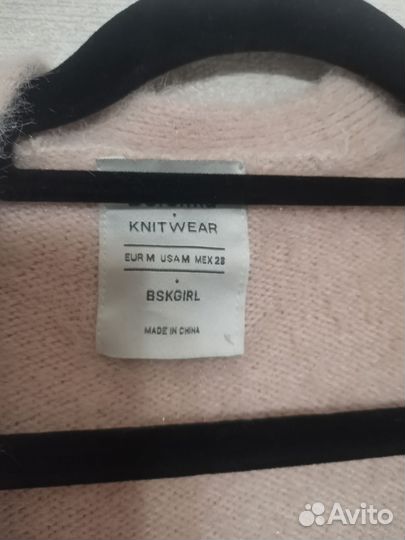 KNITWEAR
EUR M USA M MEX 28
BSKGIRL
MADE IN CHINA
Avito